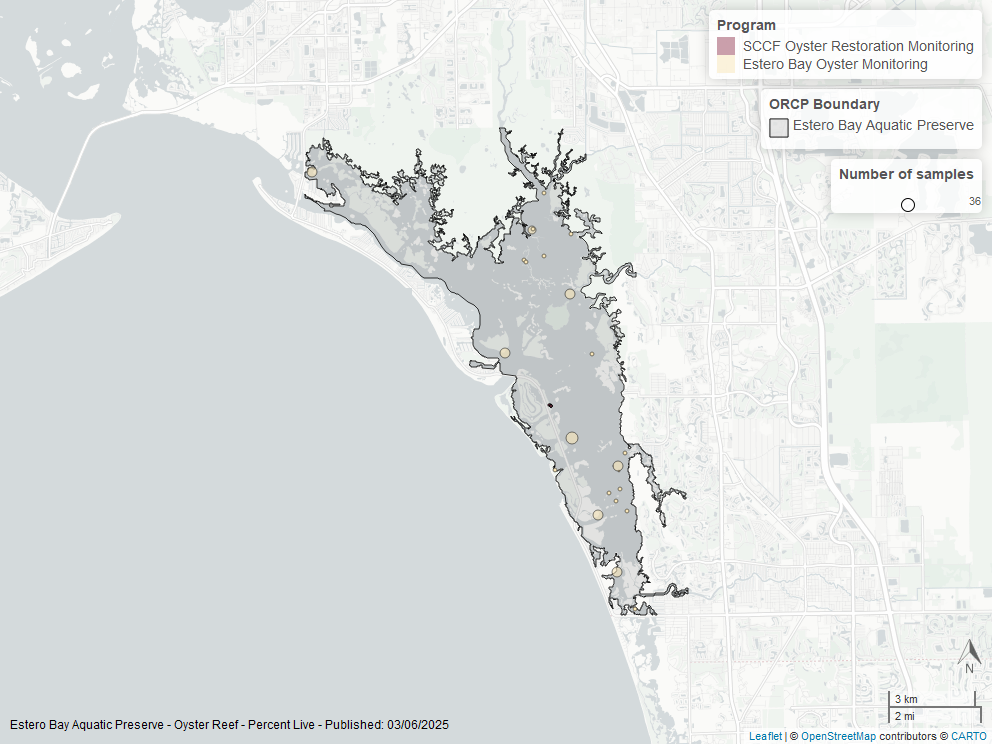 Program
SCCF Oyster Restoration Monitoring
Estero Bay Oyster Monitoring
ORCP Boundary
Estero Bay Aquatic Preserve
Number of samples
36
N
3 km
2 mi
Estero Bay Aquatic Preserve - Oyster Reef - Percent Live - Published: 03/06/2025
Leaflet | © OpenStreetMap contributors © CARTO